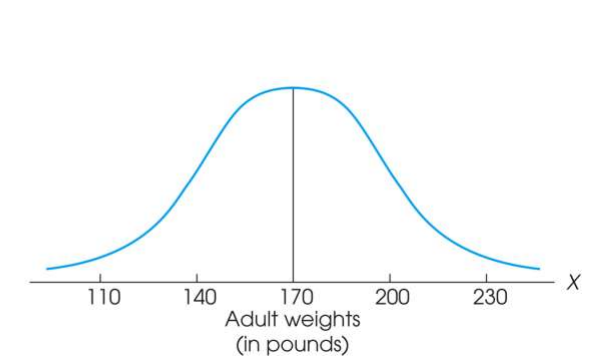 X
110 140 170 200 230
Adult weights
(in pounds)